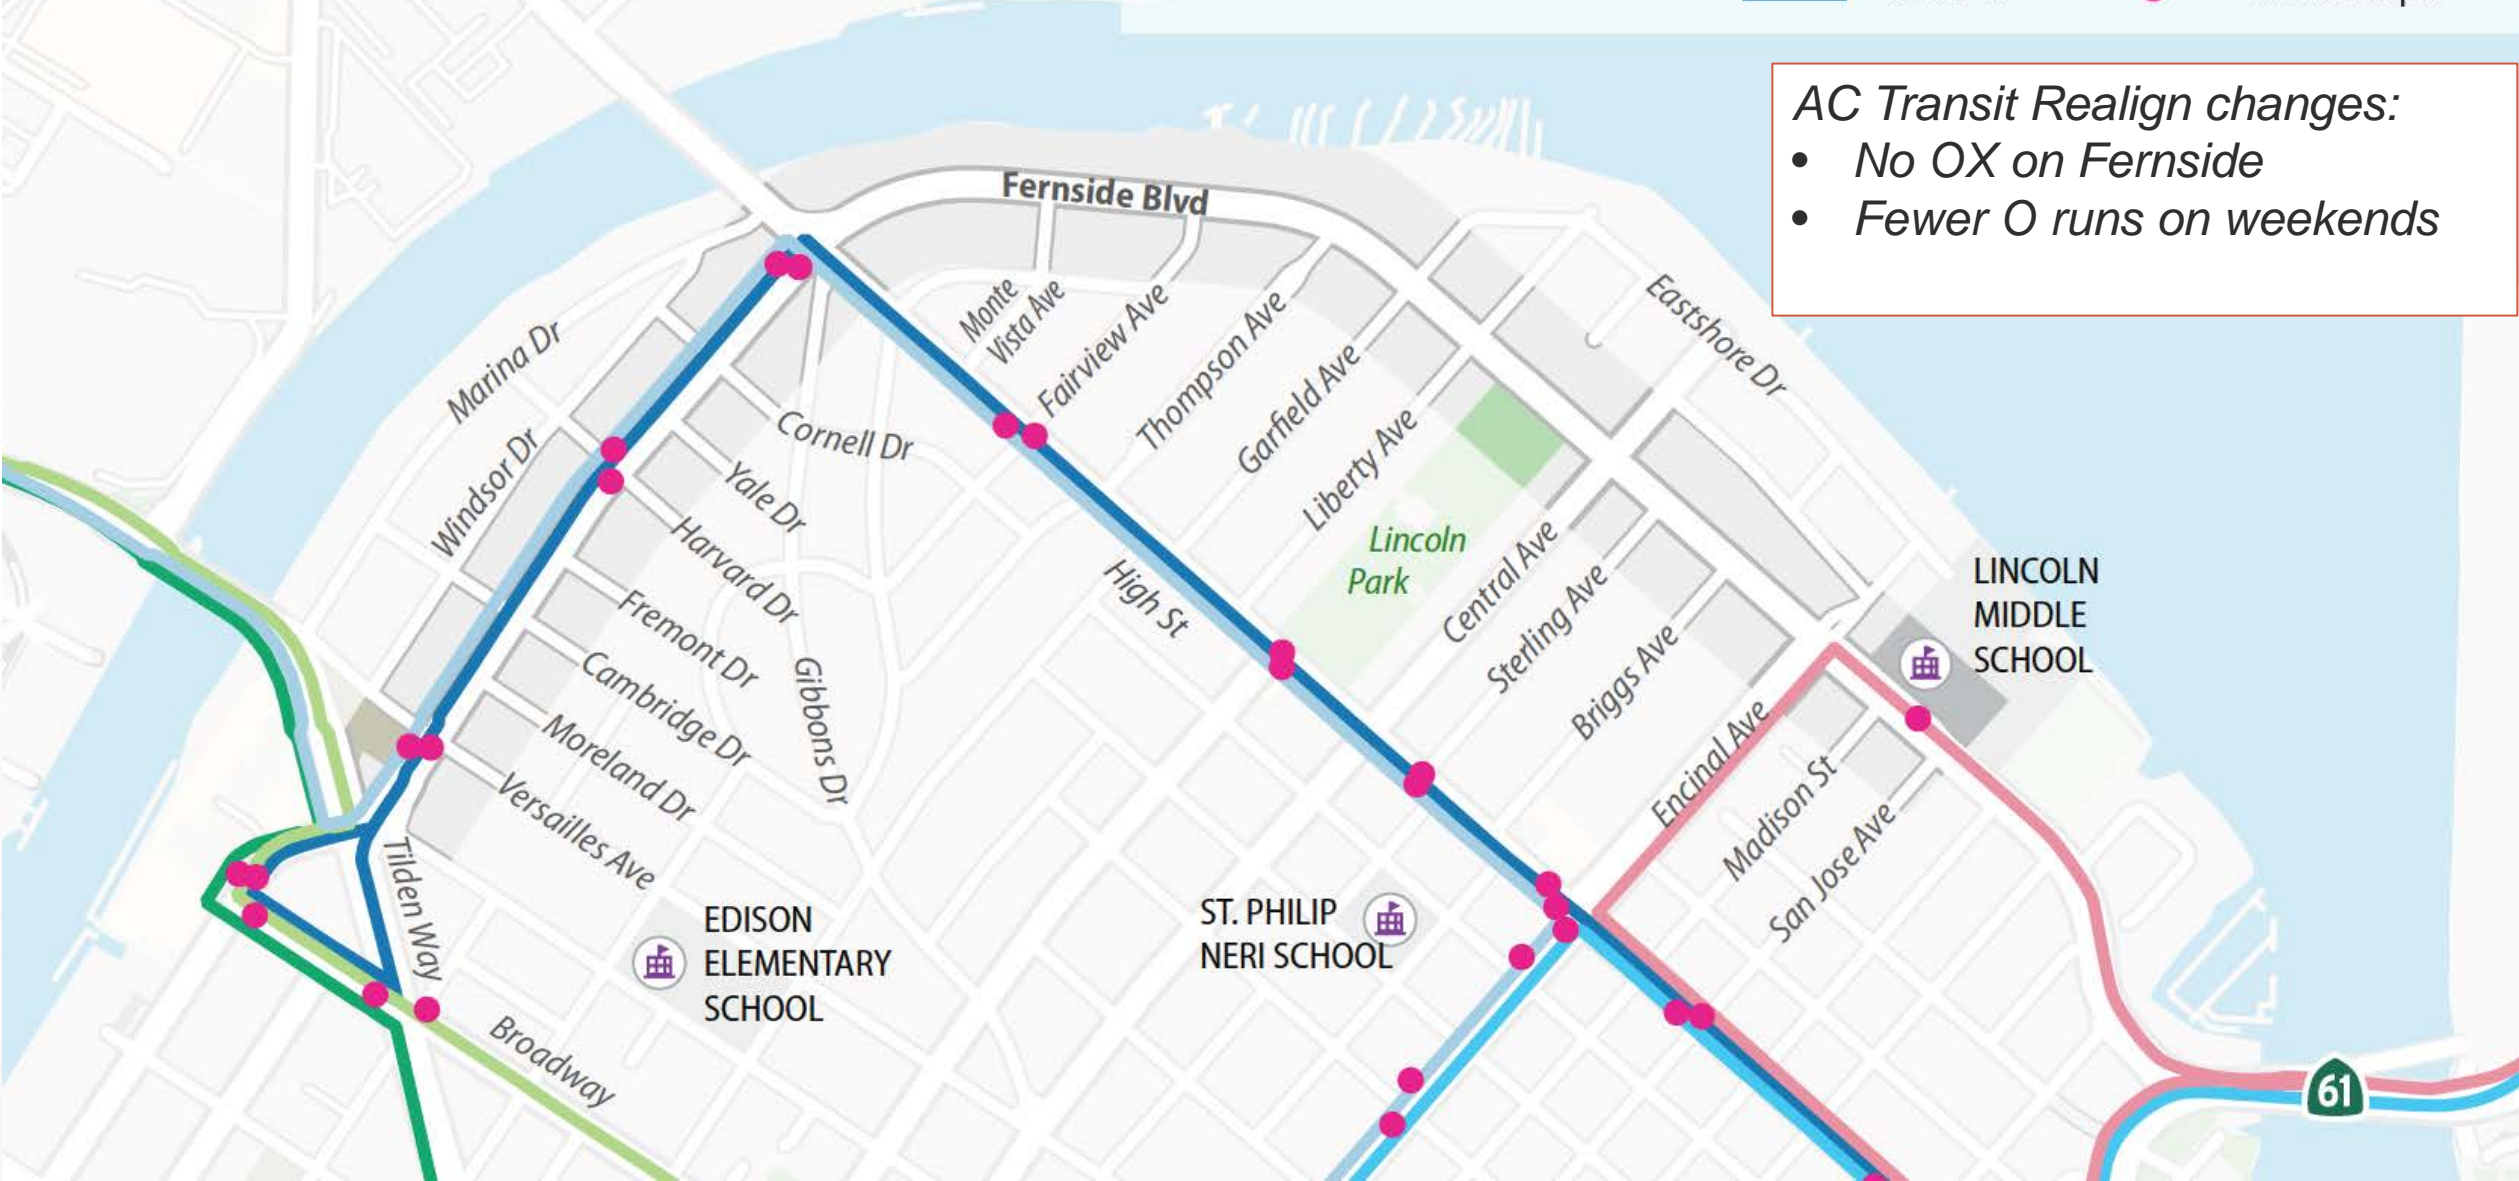 AC Transit Realign changes:
• No OX on Fernside
• Fewer O runs on weekends
Fernside Blvd
Eastshore Dr
Monte
Vista Ave
Fairview Ave
Thompson Ave
Garfield Ave
Liberty Ave
Marina Dr
Windsor Dr
Cornell Dr
Yale Dr
Harvard Dr
Fremont Dr
Cambridge Dr
Moreland Dr
Versailles Ave
Gibbons Dr
High St
Lincoln
Park
Central Ave
Sterling Ave
Briggs Ave
Encinal Ave
Madison St
San Jose Ave
LINCOLN
MIDDLE
SCHOOL
Tilden Way
EDISON
ELEMENTARY
SCHOOL
ST. PHILIP
NERI SCHOOL
Broadway
61